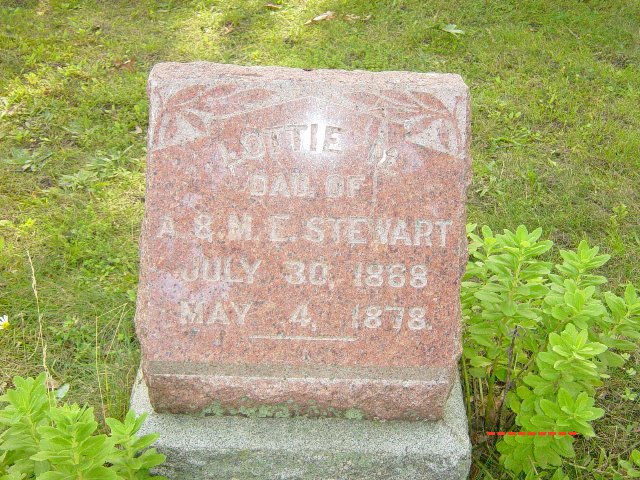 LOTTIE
DAU. OF
A. & M. E. STEWART
JULY 30, 1868
MAY 4, 1878.